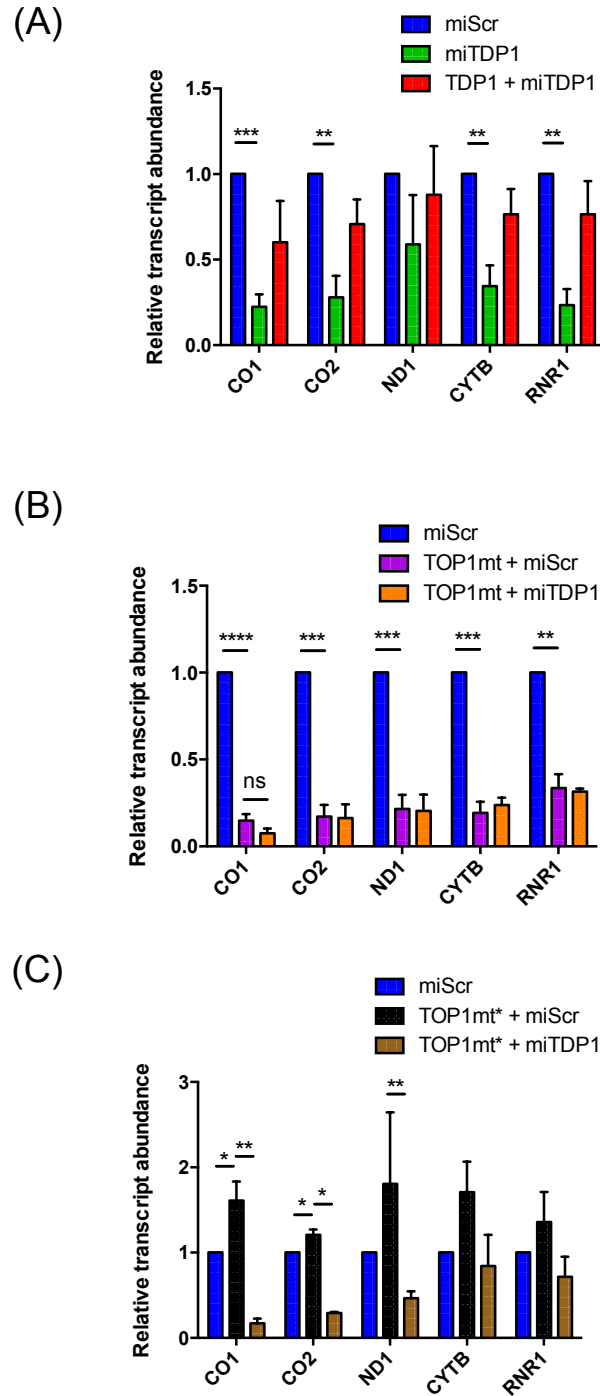 (A)
miScr
miTDP1
TDP1 + miTDP1
Relative transcript abundance
1.5
1.0
0.5
0.0
*** ** ** **
CO1 CO2 ND1 CYTB RNR1
(B)
miScr
TOP1mt + miScr
TOP1mt + miTDP1
Relative transcript abundance
1.5
1.0
0.5
0.0
**** *** *** *** **
ns
CO1 CO2 ND1 CYTB RNR1
(C)
miScr
TOP1mt* + miScr
TOP1mt* + miTDP1
Relative transcript abundance
3
2
1
0
* ** * * **
CO1 CO2 ND1 CYTB RNR1